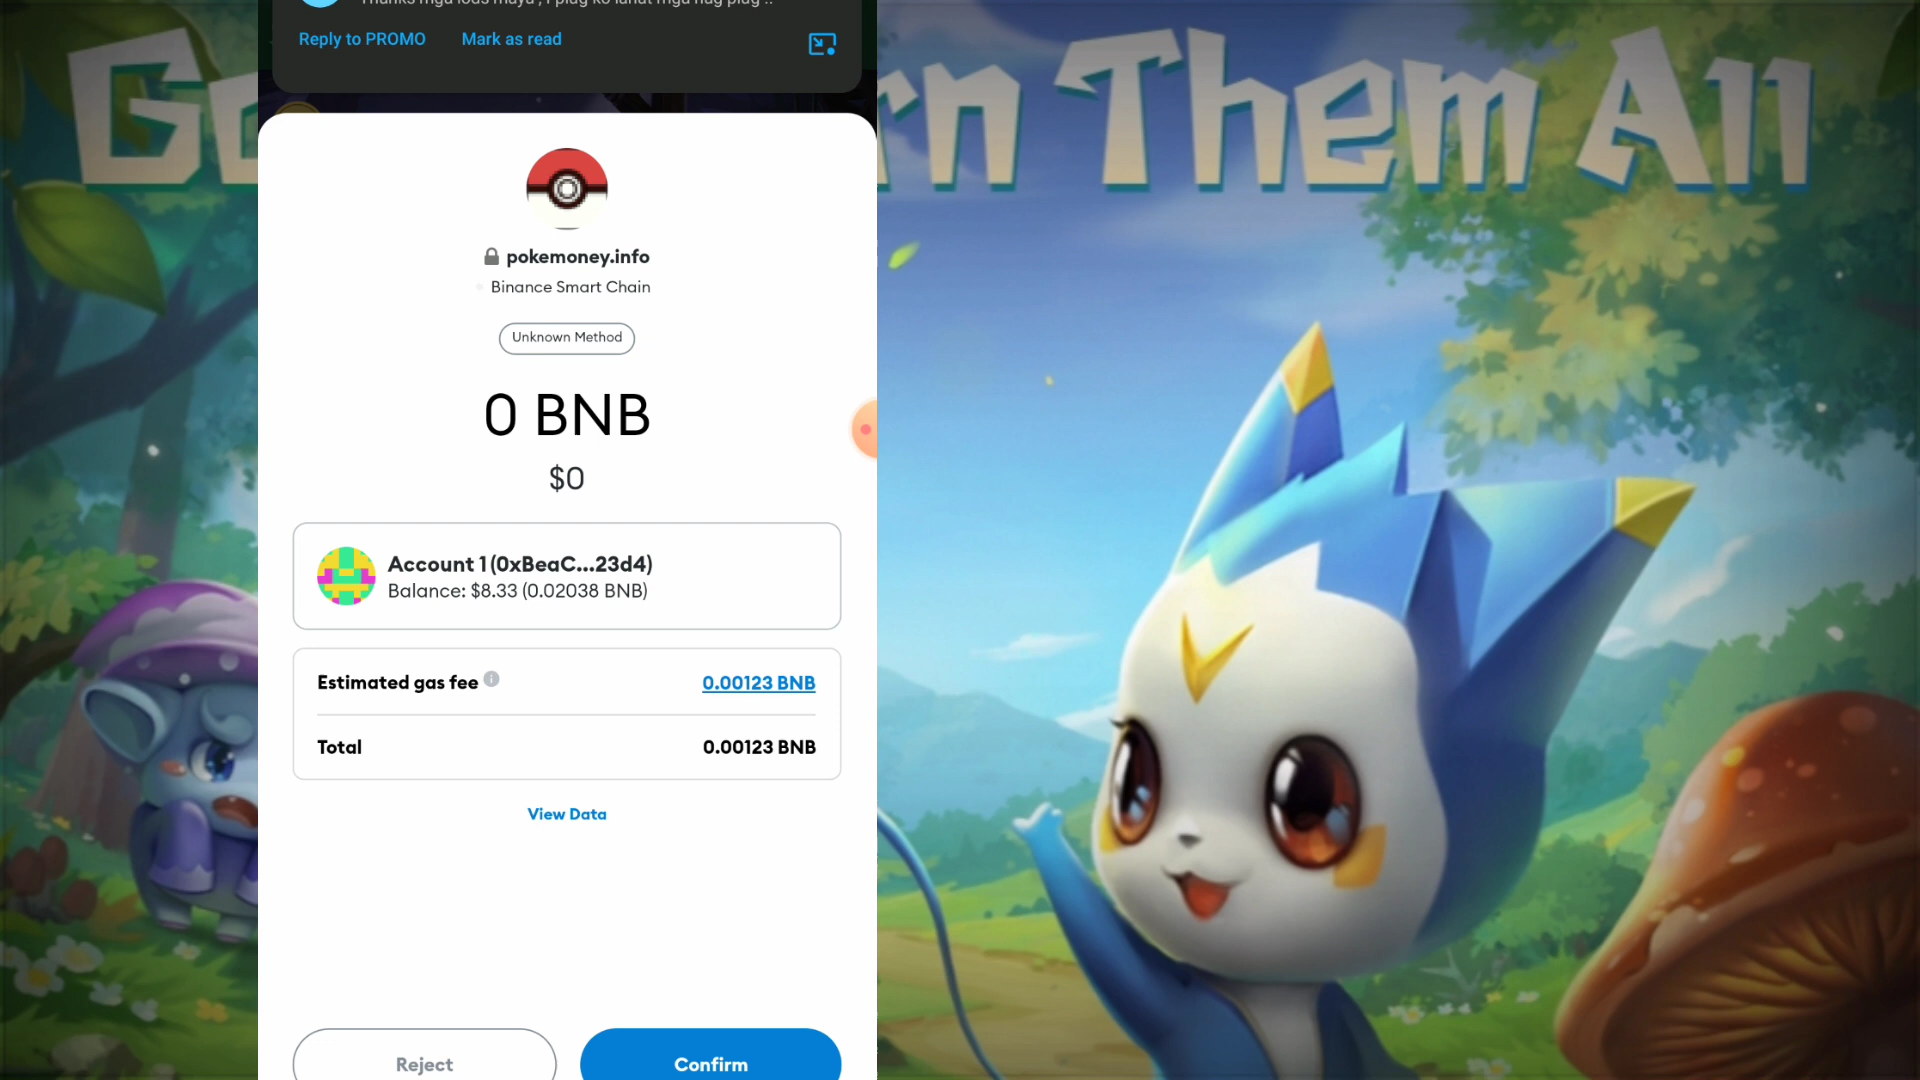 Reply to PROMO Mark as read
Them All
pokemoney.info
Binance Smart Chain
Unknown Method
0 BNB
$0
Account 1 (0xBeaC...23d4)
Balance: $8.33 (0.02038 BNB)
Estimated gas fee 0.00123 BNB
Total 0.00123 BNB
View Data
Reject Confirm